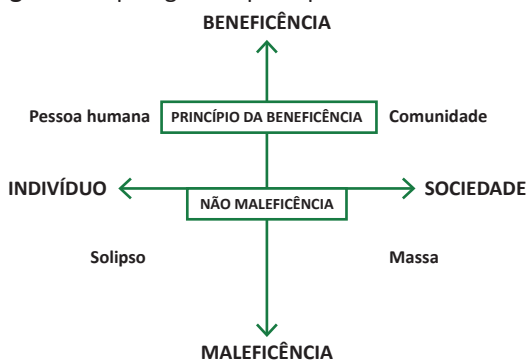 BENEFICÊNCIA
Pessoa humana PRINCÍPIO DA BENEFICÊNCIA Comunidade
INDIVÍDUO SOCIEDADE
NÃO MALEFICÊNCIA
Solipso Massa
MALEFICÊNCIA